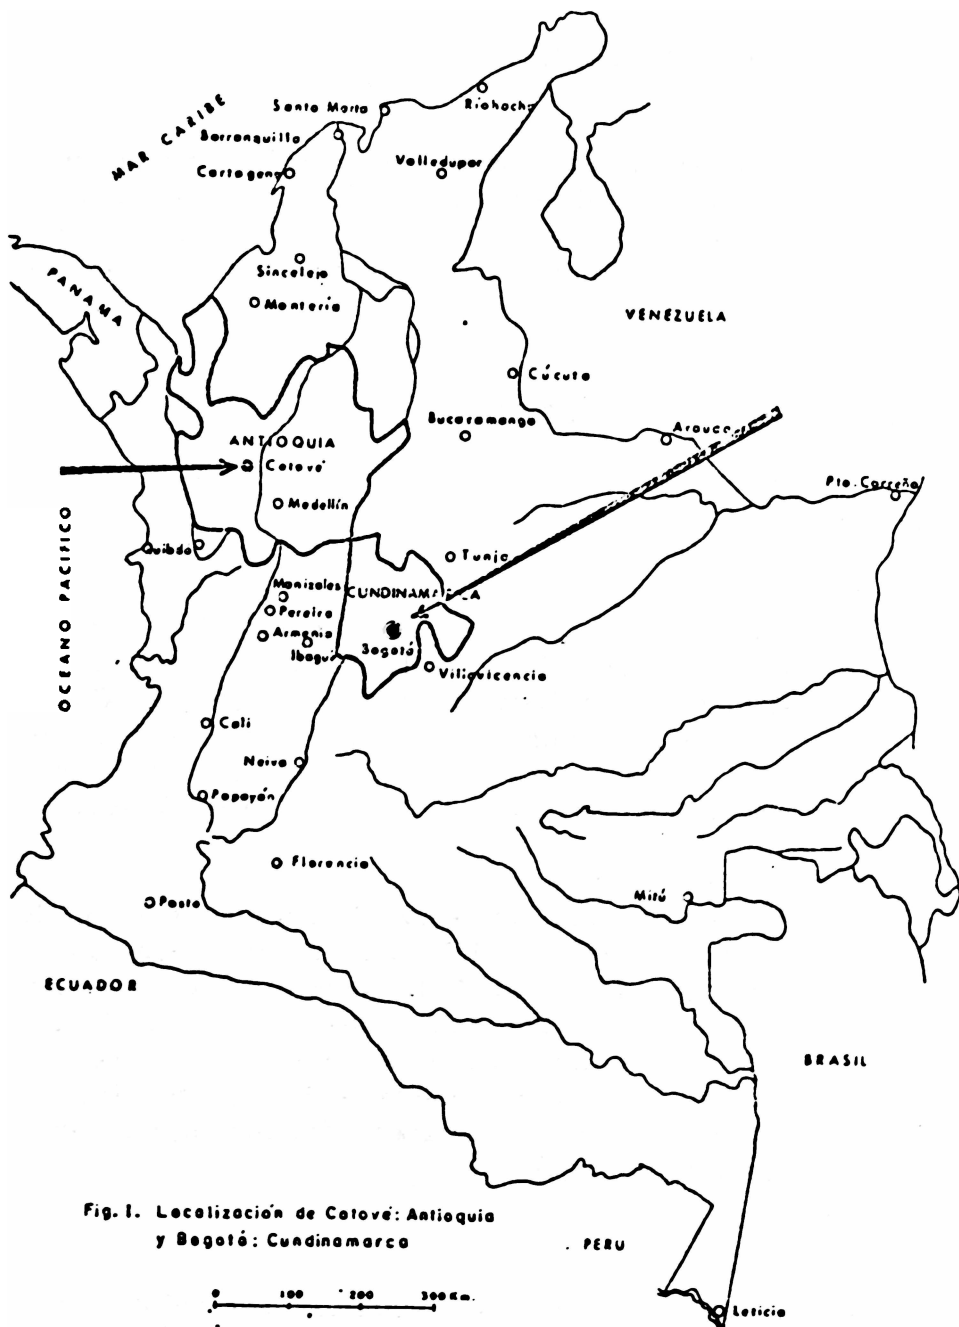 MAR CARIBE
Santa Marta
Riohacha
Barranquilla
Cartagena
Valledupar
PANAMA
Sincelejo
Montería
VENEZUELA
Cúcuta
Bucaramanga
Arauca
ANTIOQUIA
Cotové
Pto. Carreño
Medellín
OCEANO PACIFICO
Quibdo
Tunja
Manizales
CUNDINAMARCA
Pereira
Armenia
Ibagué
Bogotá
Villavicencio
Cali
Neiva
Popayán
Florencia
Mitú
Pasto
ECUADOR
BRASIL
Fig. 1. Localización de Cotové: Antioquia
y Bogotá: Cundinamarca
PERU
0 100 200 300 Km.
Leticia